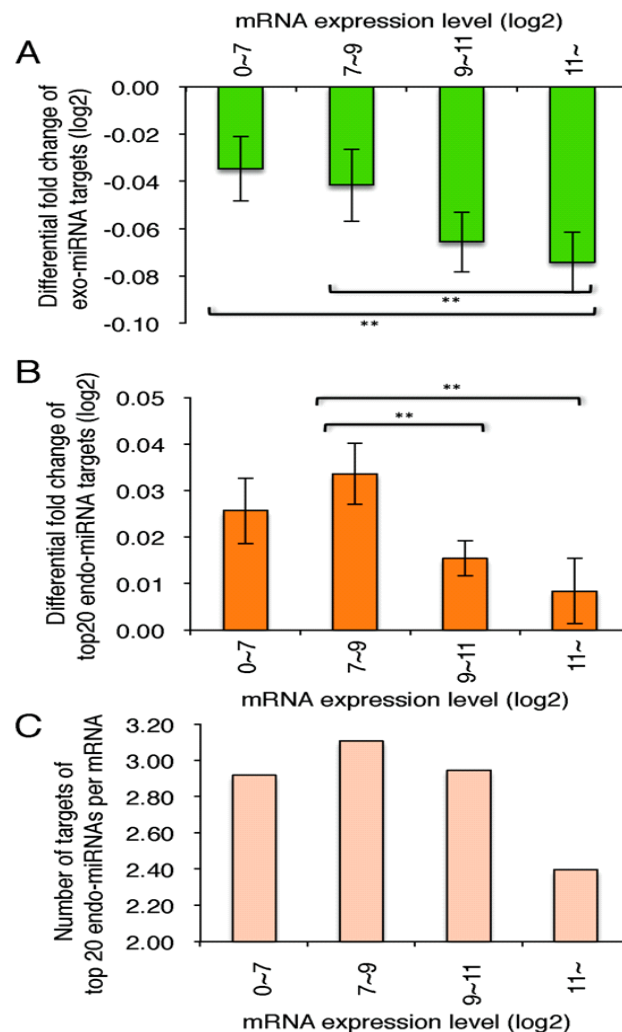 mRNA expression level (log2)
A
0~7
7~9
9~11
11~
Differential fold change of
exo-miRNA targets (log2)
0.00
-0.02
-0.04
-0.06
-0.08
-0.10
**
**
B
Differential fold change of
top20 endo-miRNA targets (log2)
0.05
0.04
0.03
0.02
0.01
0.00
**
**
0~7
7~9
9~11
11~
mRNA expression level (log2)
C
Number of targets of
top 20 endo-miRNAs per mRNA
3.20
3.00
2.80
2.60
2.40
2.20
2.00
0~7
7~9
9~11
11~
mRNA expression level (log2)